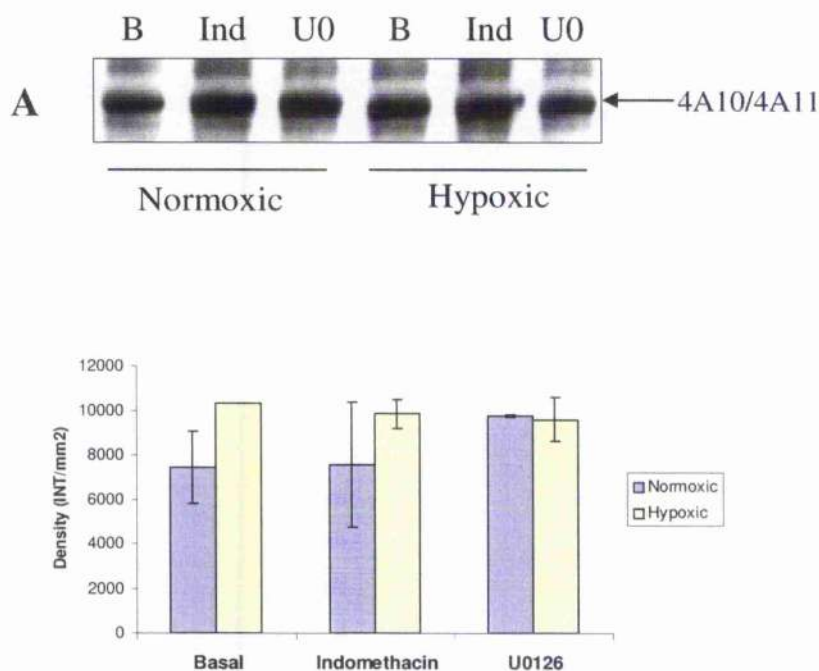 B Ind U0 B Ind U0
A
4A10/4A11
Normoxic Hypoxic
12000
10000
8000
6000
4000
2000
0
Density (INT/mm2)
Normoxic
Hypoxic
Basal Indomethacin U0126